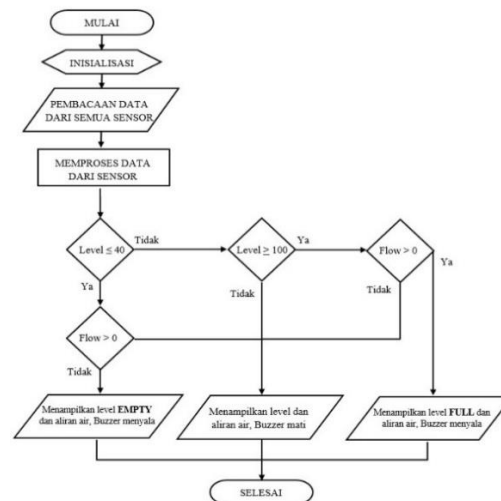 MULAI
INISIALISASI
PEMBACAAN DATA
DARI SEMUA SENSOR
MEMPROSES DATA
DARI SENSOR
Level ≤ 40
Tidak
Level ≥ 100
Ya
Flow > 0
Ya
Ya
Tidak
Tidak
Flow > 0
Tidak
Menampilkan level EMPTY
dan aliran air, Buzzer menyala
Menampilkan level dan
aliran air, Buzzer mati
Menampilkan level FULL dan
aliran air, Buzzer menyala
SELESAI